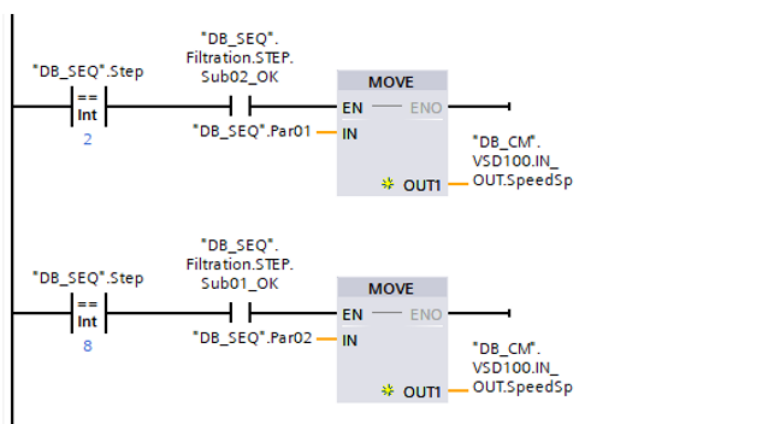 "DB_SEQ".
Filtration.STEP.
"DB_SEQ".Step
Sub02_OK
MOVE
==
Int
EN
ENO
2
"DB_SEQ".Par01
IN
"DB_CM".
VSD100.IN_
OUT1
OUT.SpeedSp
"DB_SEQ".
Filtration.STEP.
"DB_SEQ".Step
Sub01_OK
MOVE
==
Int
EN
ENO
8
"DB_SEQ".Par02
IN
"DB_CM".
VSD100.IN_
OUT1
OUT.SpeedSp